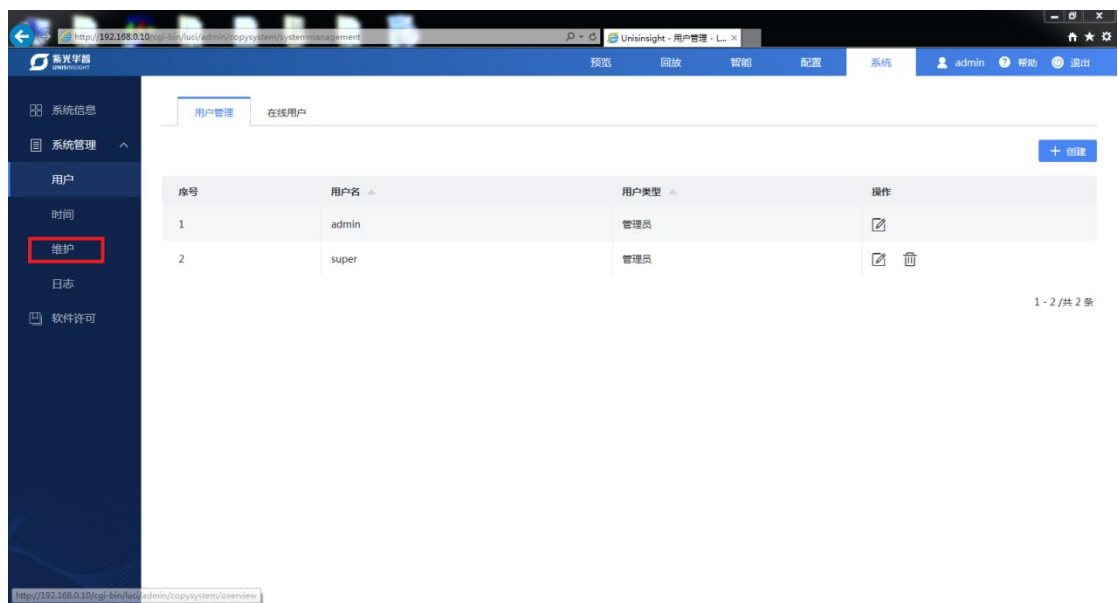 http://192.168.0.10/cgi-bin/luci/admin/copysystem/systemmanagement
Unisinsight - 用户管理 - L...
紫光华智
UNISINSIGHT
预览 回放 智能 配置 系统 admin 帮助 退出
系统信息
系统管理
用户
时间
维护
日志
软件许可
用户管理 在线用户
+ 创建
序号 用户名 用户类型 操作
1 admin 管理员
2 super 管理员
1 - 2 /共 2 条
http://192.168.0.10/cgi-bin/luci/admin/copysystem/overview